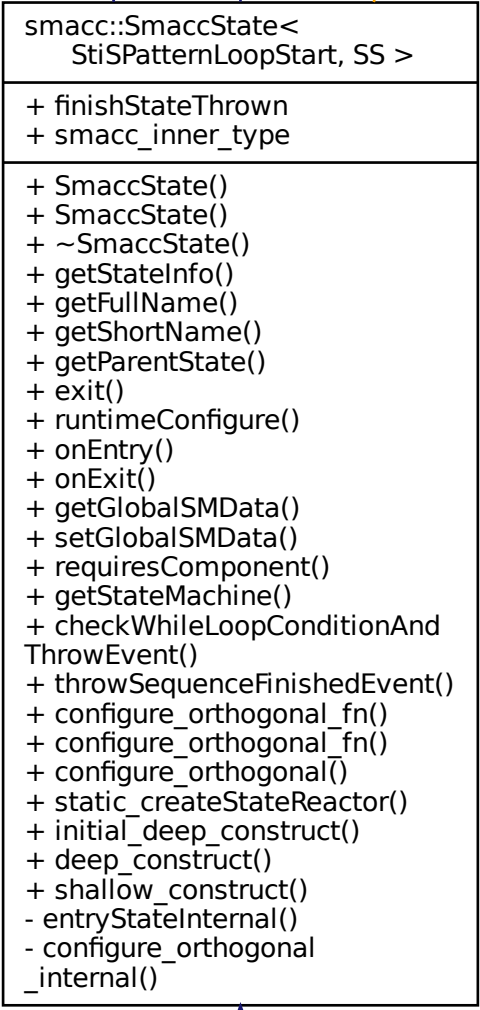 smacc::SmaccState<
StiSPatternLoopStart, SS >
+ finishStateThrown
+ smacc_inner_type
+ SmaccState()
+ SmaccState()
+ ~SmaccState()
+ getStateInfo()
+ getFullName()
+ getShortName()
+ getParentState()
+ exit()
+ runtimeConfigure()
+ onEntry()
+ onExit()
+ getGlobalSMData()
+ setGlobalSMData()
+ requiresComponent()
+ getStateMachine()
+ checkWhileLoopConditionAnd
ThrowEvent()
+ throwSequenceFinishedEvent()
+ configure_orthogonal_fn()
+ configure_orthogonal_fn()
+ configure_orthogonal()
+ static_createStateReactor()
+ initial_deep_construct()
+ deep_construct()
+ shallow_construct()
- entryStateInternal()
- configure_orthogonal
_internal()